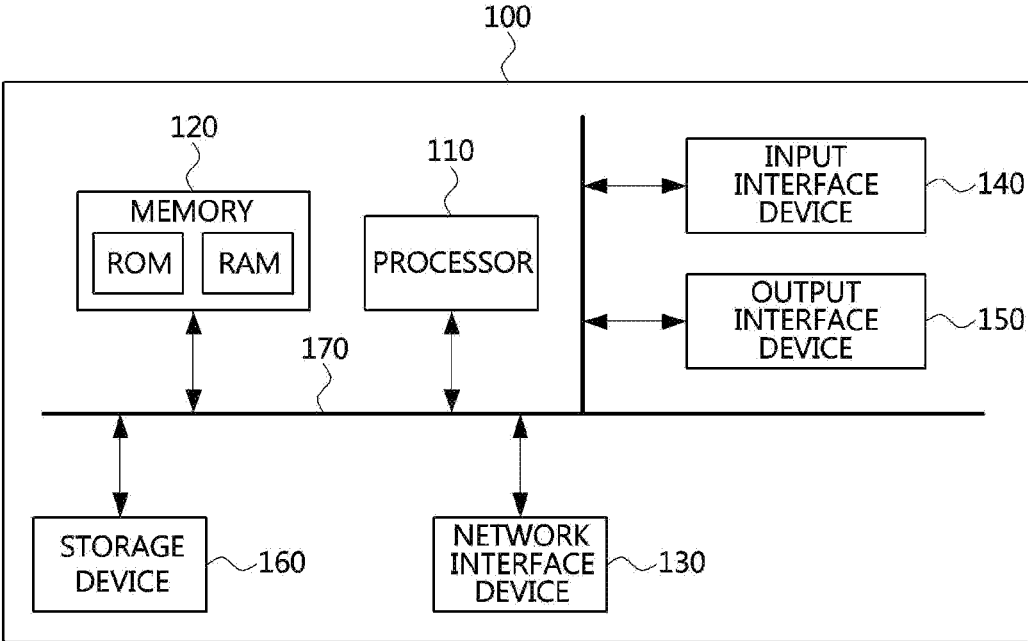 100
120
110
MEMORY
ROM
RAM
PROCESSOR
INPUT
INTERFACE
DEVICE
140
OUTPUT
INTERFACE
DEVICE
150
170
STORAGE
DEVICE
160
NETWORK
INTERFACE
DEVICE
130